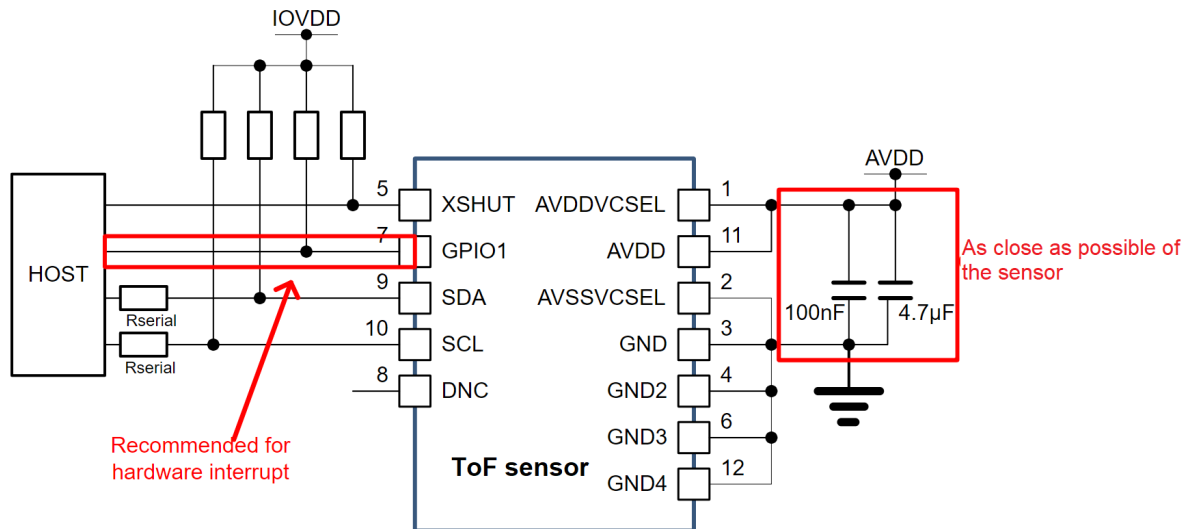 IOVDD
AVDD
HOST
5
XSHUT
7
GPIO1
9
SDA
10
SCL
8
DNC
Rserial
Rserial
AVDDVCSEL
1
AVDD
11
AVSSVCSEL
2
GND
3
GND2
4
GND3
6
GND4
12
ToF sensor
100nF
4.7µF
As close as possible of
the sensor
Recommended for
hardware interrupt